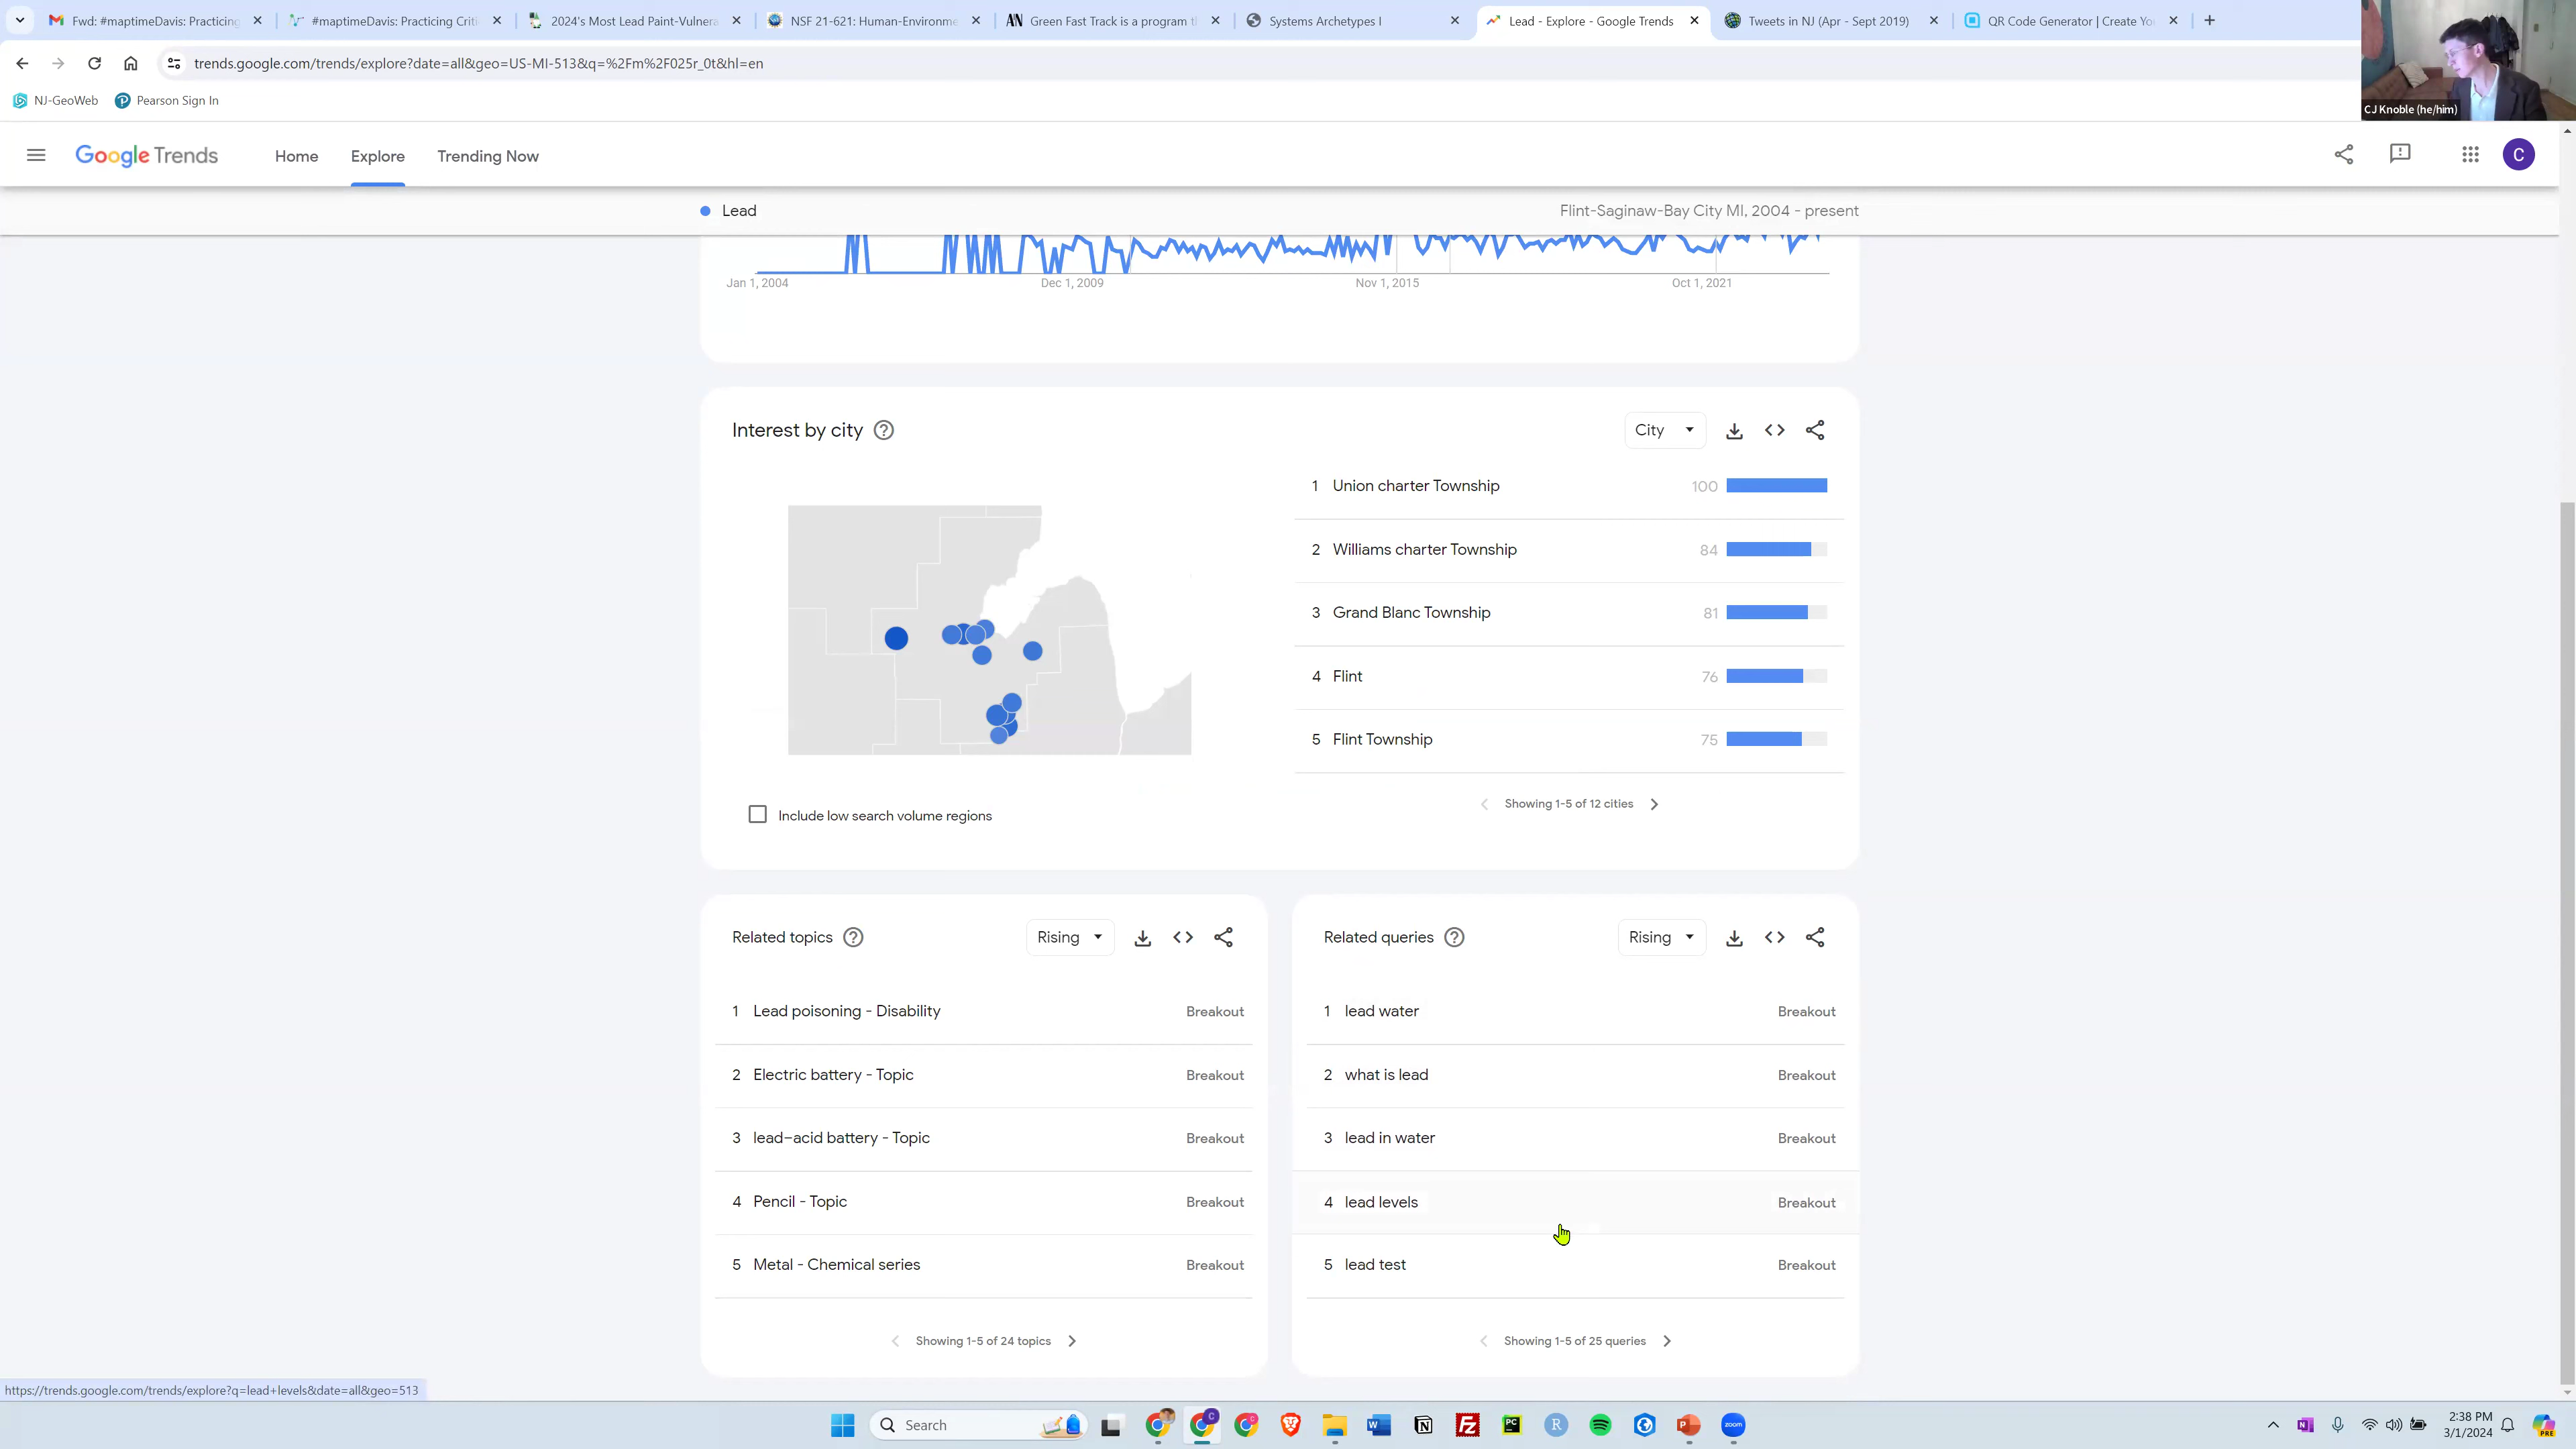 Fwd: #maptimeDavis: Practicing
#maptimeDavis: Practicing Criti
2024's Most Lead Paint-Vulnera
NSF 21-621: Human-Environme
Green Fast Track is a program th
Systems Archetypes I
Lead - Explore - Google Trends
Tweets in NJ (Apr - Sept 2019)
QR Code Generator | Create Yo
trends.google.com/trends/explore?date=all&geo=US-MI-513&q=%2Fm%2F025r_0t&hl=en
NJ-GeoWeb
Pearson Sign In
CJ Knoble (he/him)
Google Trends
Home
Explore
Trending Now
C
Lead
Flint-Saginaw-Bay City MI, 2004 - present
Jan 1, 2004
Dec 1, 2009
Nov 1, 2015
Oct 1, 2021
Interest by city
City
1 Union charter Township 100
2 Williams charter Township 84
3 Grand Blanc Township 81
4 Flint 76
5 Flint Township 75
Include low search volume regions
Showing 1-5 of 12 cities
Related topics
Rising
1 Lead poisoning - Disability Breakout
2 Electric battery - Topic Breakout
3 lead-acid battery - Topic Breakout
4 Pencil - Topic Breakout
5 Metal - Chemical series Breakout
Showing 1-5 of 24 topics
Related queries
Rising
1 lead water Breakout
2 what is lead Breakout
3 lead in water Breakout
4 lead levels Breakout
5 lead test Breakout
Showing 1-5 of 25 queries
https://trends.google.com/trends/explore?q=lead+levels&date=all&geo=513
Search
zoom
2:38 PM
3/1/2024
PRE